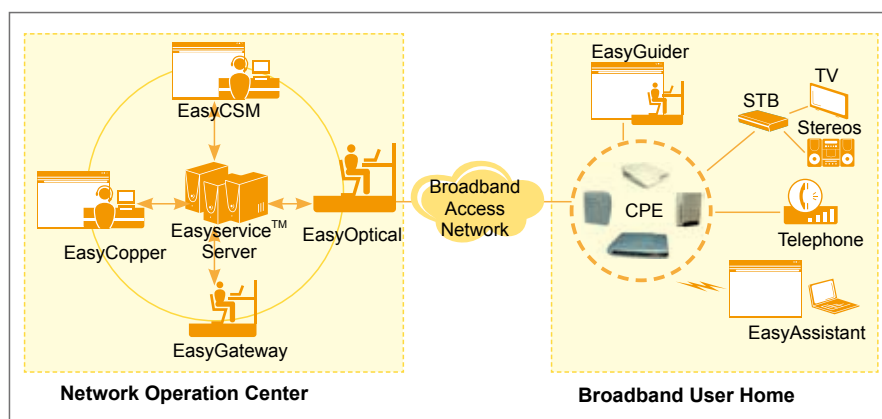 EasyCSM
EasyCopper
Easyservice™
Server
EasyOptical
EasyGateway
Network Operation Center
Broadband
Access
Network
EasyGuider
CPE
STB
TV
Stereos
Telephone
EasyAssistant
Broadband User Home